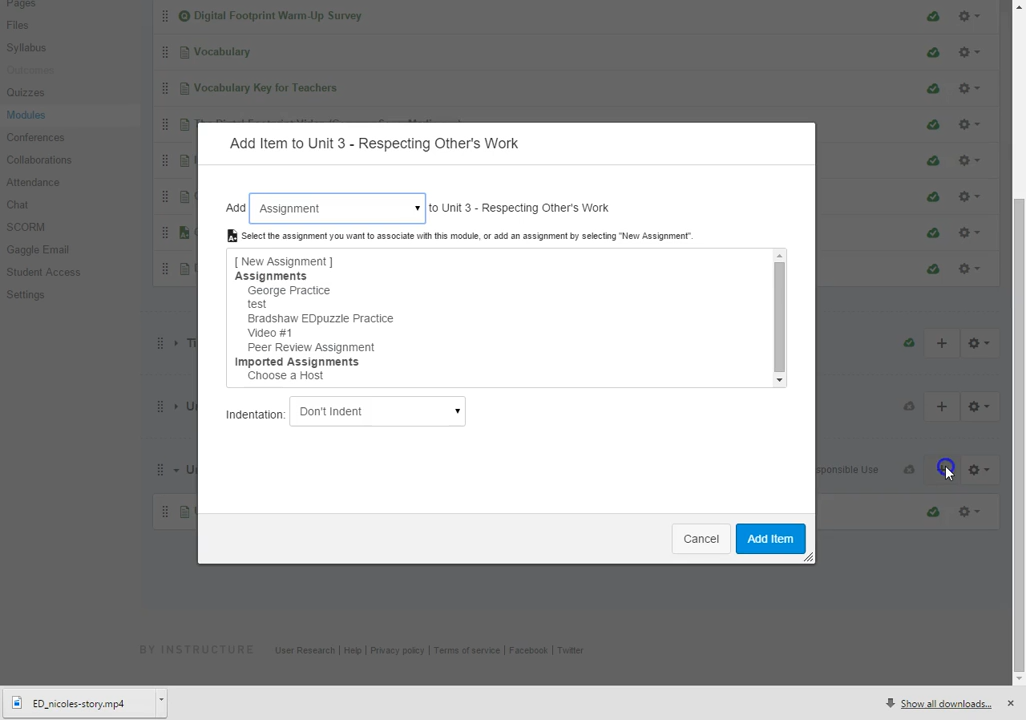 Pages
Files
Syllabus
Outcomes
Quizzes
Modules
Conferences
Collaborations
Attendance
Chat
SCORM
Gaggle Email
Student Access
Settings
Digital Footprint Warm-Up Survey
Vocabulary
Vocabulary Key for Teachers
Add Item to Unit 3 - Respecting Other's Work
Add Assignment to Unit 3 - Respecting Other's Work
Select the assignment you want to associate with this module, or add an assignment by selecting "New Assignment".
[ New Assignment ]
Assignments
George Practice
test
Bradshaw EDpuzzle Practice
Video #1
Peer Review Assignment
Imported Assignments
Choose a Host
Indentation: Don't Indent
Cancel Add Item
Use
BY INSTRUCTURE User Research | Help | Privacy policy | Terms of service | Facebook | Twitter
ED_nicoles-story.mp4
Show all downloads...